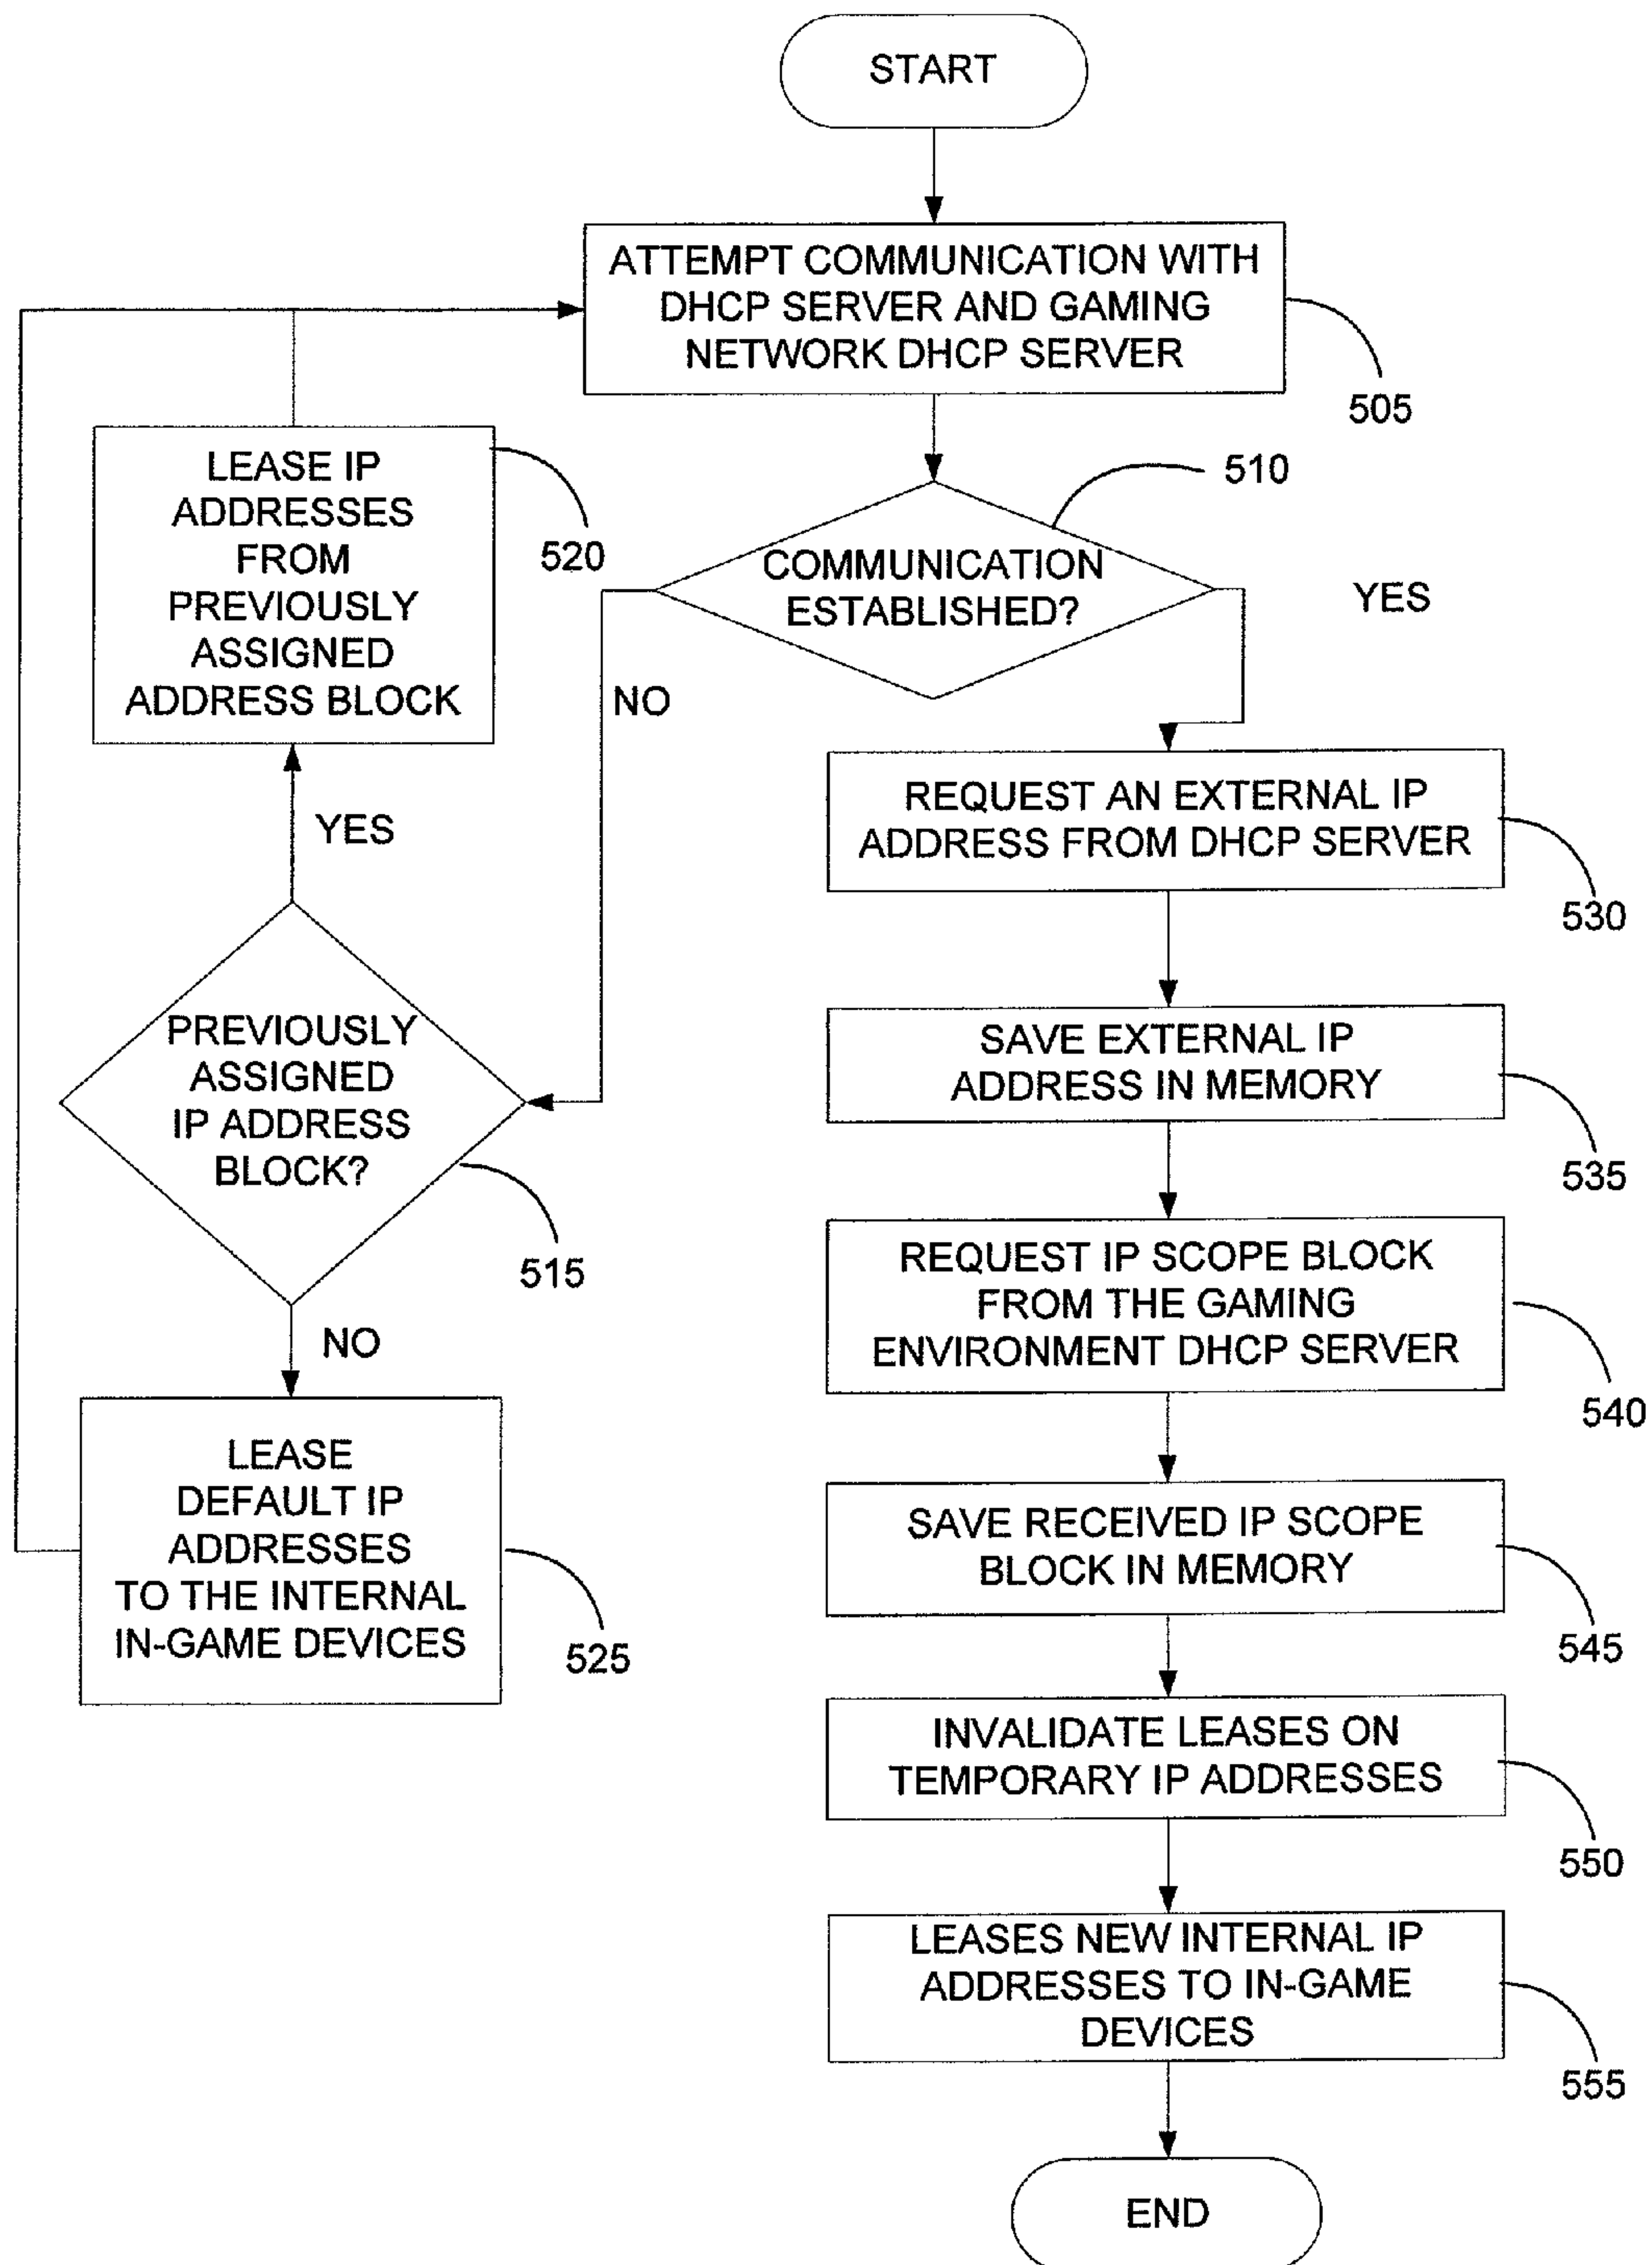 START
ATTEMPT COMMUNICATION WITH
DHCP SERVER AND GAMING
NETWORK DHCP SERVER
505
LEASE IP
ADDRESSES
FROM
PREVIOUSLY
ASSIGNED
ADDRESS BLOCK
520
510
COMMUNICATION
ESTABLISHED?
YES
NO
REQUEST AN EXTERNAL IP
ADDRESS FROM DHCP SERVER
530
YES
PREVIOUSLY
ASSIGNED
IP ADDRESS
BLOCK?
515
SAVE EXTERNAL IP
ADDRESS IN MEMORY
535
REQUEST IP SCOPE BLOCK
FROM THE GAMING
ENVIRONMENT DHCP SERVER
540
NO
LEASE
DEFAULT IP
ADDRESSES
TO THE INTERNAL
IN-GAME DEVICES
525
SAVE RECEIVED IP SCOPE
BLOCK IN MEMORY
545
INVALIDATE LEASES ON
TEMPORARY IP ADDRESSES
550
LEASES NEW INTERNAL IP
ADDRESSES TO IN-GAME
DEVICES
555
END